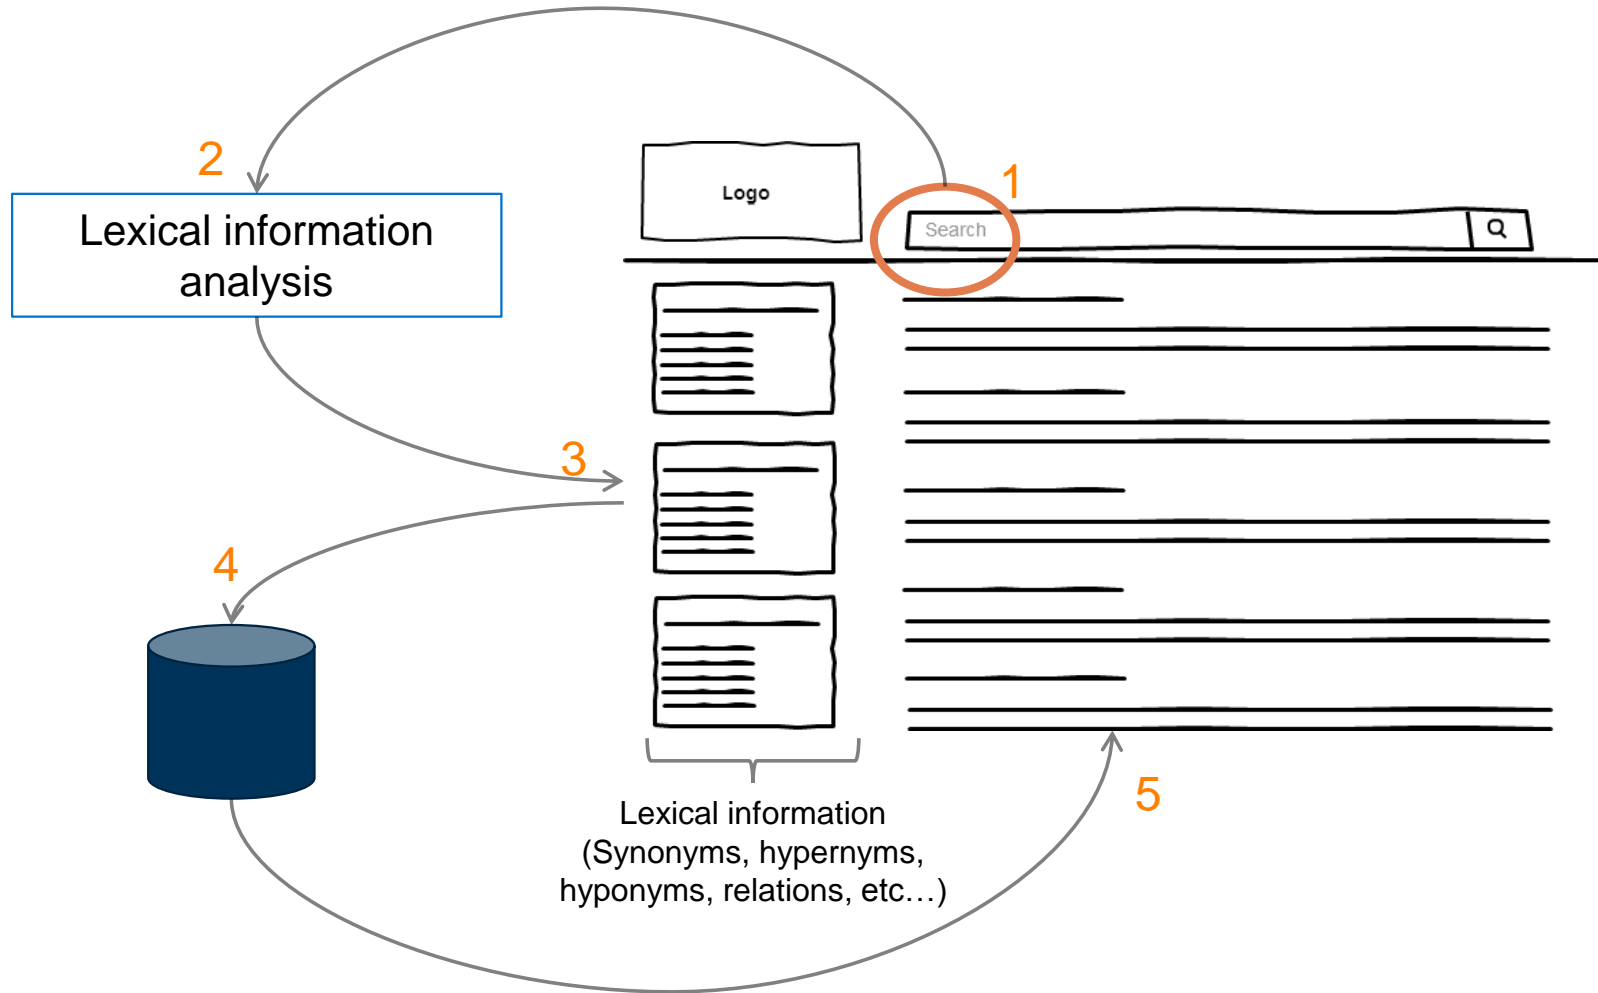 2
1
Logo
Search
Lexical information
analysis
3
4
5
Lexical information
(Synonyms, hypernyms,
hyponyms, relations, etc…)